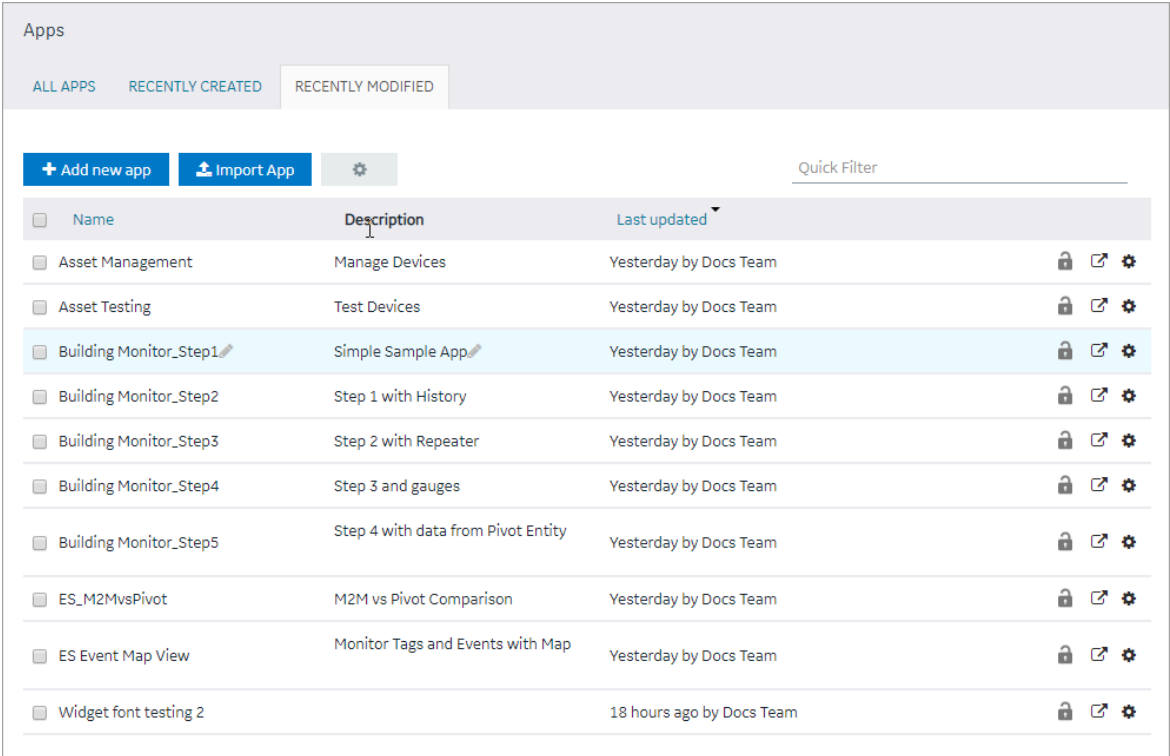 Apps
ALL APPS RECENTLY CREATED RECENTLY MODIFIED
Add new app Import App Quick Filter
Name Description Last updated
Asset Management Manage Devices Yesterday by Docs Team
Asset Testing Test Devices Yesterday by Docs Team
Building Monitor_Step1 Simple Sample App Yesterday by Docs Team
Building Monitor_Step2 Step 1 with History Yesterday by Docs Team
Building Monitor_Step3 Step 2 with Repeater Yesterday by Docs Team
Building Monitor_Step4 Step 3 and gauges Yesterday by Docs Team
Building Monitor_Step5 Step 4 with data from Pivot Entity Yesterday by Docs Team
ES_M2MvsPivot M2M vs Pivot Comparison Yesterday by Docs Team
ES Event Map View Monitor Tags and Events with Map Yesterday by Docs Team
Widget font testing 2 18 hours ago by Docs Team